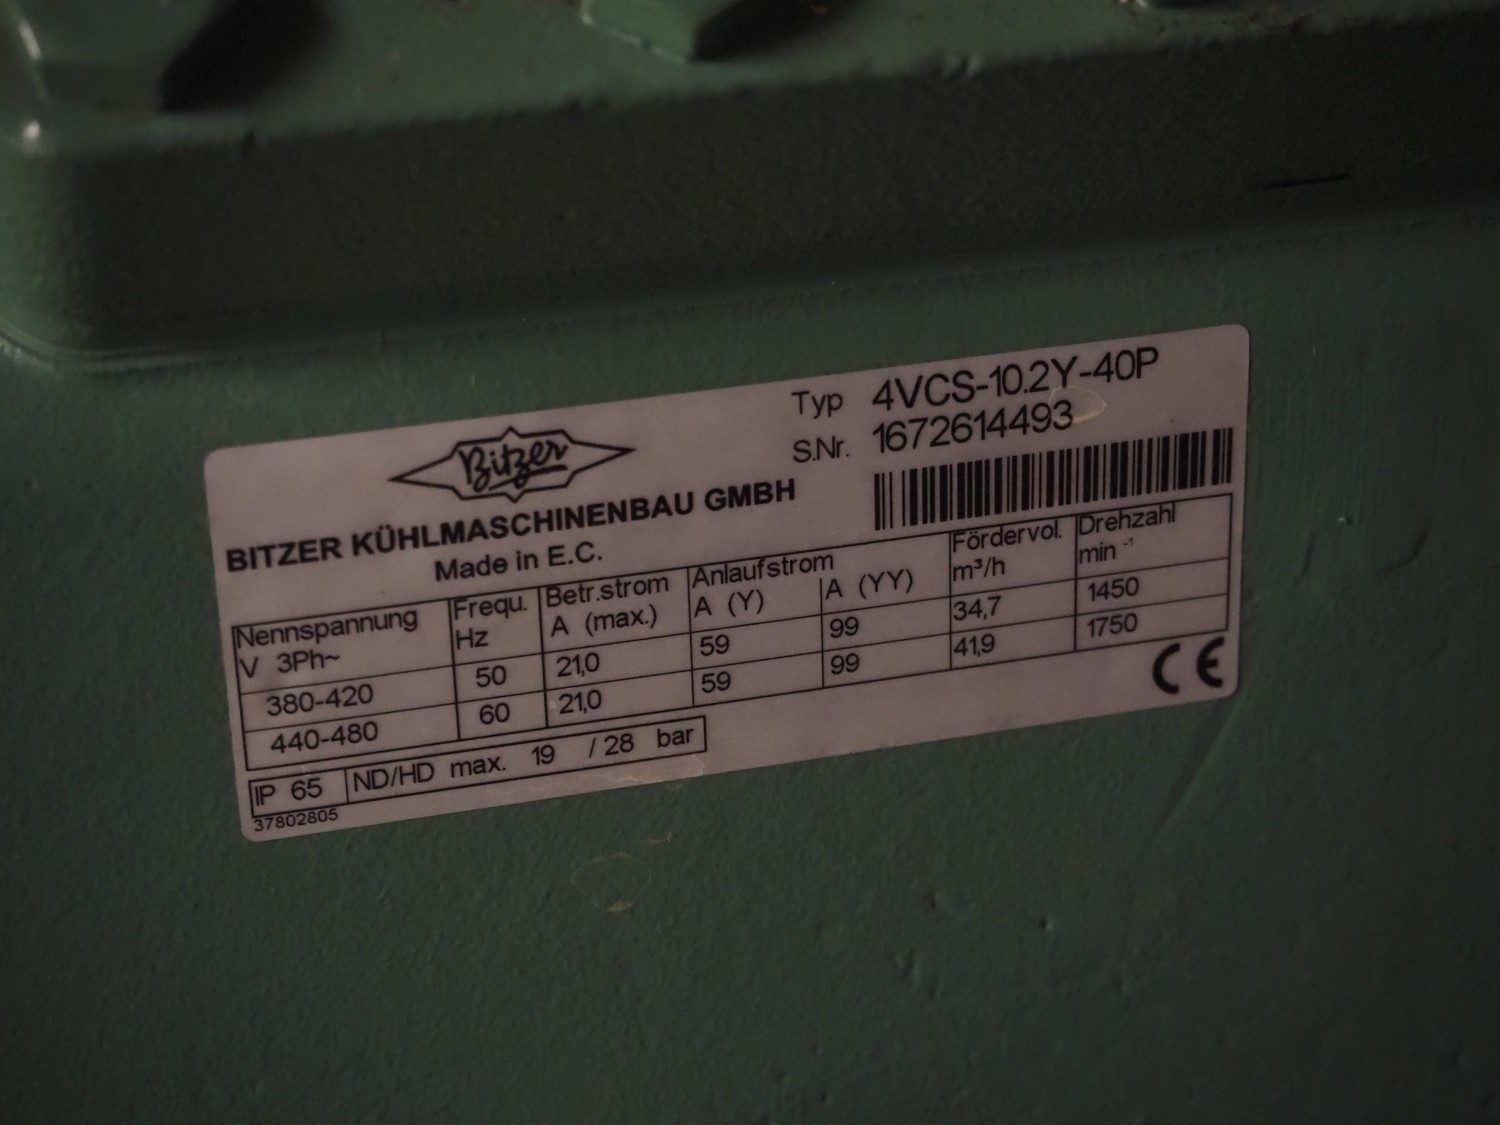 Typ 4VCS-10.2Y-40P
S.Nr. 1672614493
Bitzer
BITZER KÜHLMASCHINENBAU GMBH
Made in E.C.
Nennspannung Frequ. Betr.strom Anlaufstrom Fördervol. Drehzahl
V 3Ph~ Hz A (max.) A (Y) A (YY) m³/h min⁻¹
380-420 50 21,0 59 99 34,7 1450
440-480 60 21,0 59 99 41,9 1750
IP 65 ND/HD max. 19 / 28 bar
CE
37802805